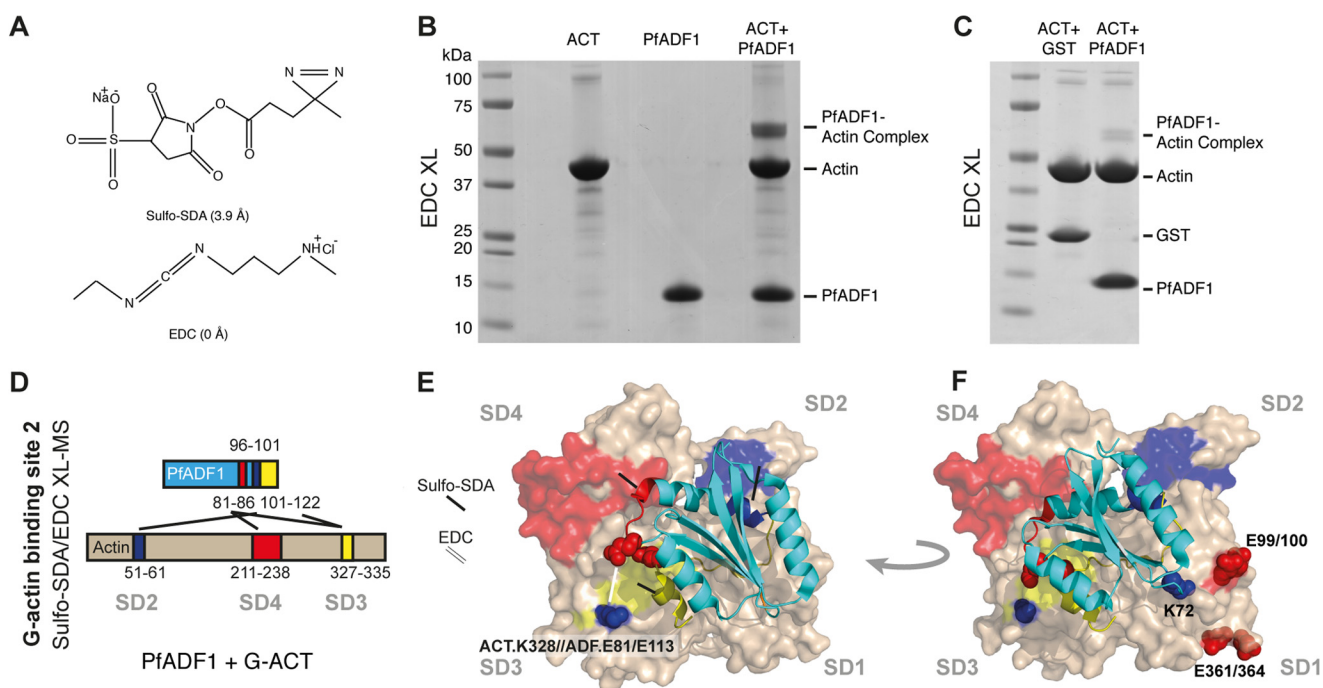 A
N
N
Na
+
O
-
O
O
O
S
O
N
O
O
O
Sulfo-SDA (3.9 Å)
N
C
N
NH
+
Cl
-
EDC (0 Å)
B
kDa
100
75
50
37
25
20
15
10
EDC XL
ACT
PfADF1
ACT+
PfADF1
PfADF1-
Actin Complex
Actin
PfADF1
C
EDC XL
ACT+
GST
ACT+
PfADF1
PfADF1-
Actin Complex
Actin
GST
PfADF1
D
G-actin binding site 2
Sulfo-SDA/EDC XL-MS
96-101
PfADF1
81-86 101-122
Actin
51-61 211-238 327-335
SD2 SD4 SD3
PfADF1 + G-ACT
E
SD4
SD2
Sulfo-SDA
EDC
ACT.K328//ADF.E81/E113
SD3
SD1
F
SD4
SD2
E99/100
K72
E361/364
SD3
SD1